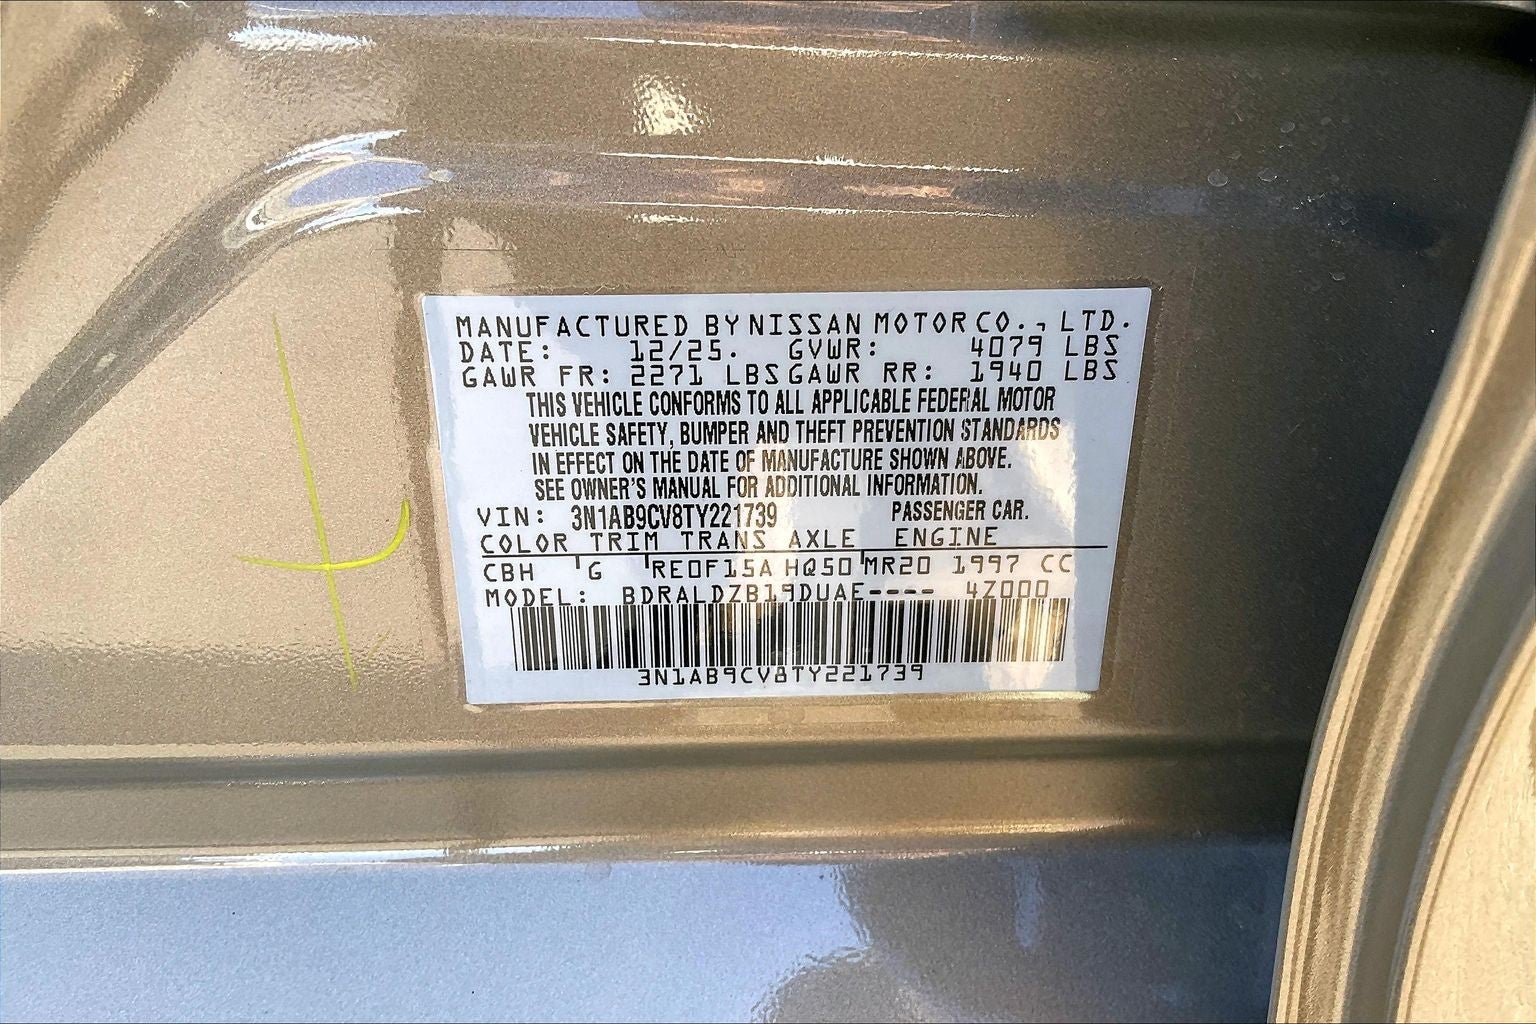 MANUFACTURED BY NISSAN MOTOR CO., LTD.
DATE: 12/25. GVWR: 4079 LBS
GAWR FR: 2271 LBS GAWR RR: 1940 LBS
THIS VEHICLE CONFORMS TO ALL APPLICABLE FEDERAL MOTOR
VEHICLE SAFETY, BUMPER AND THEFT PREVENTION STANDARDS
IN EFFECT ON THE DATE OF MANUFACTURE SHOWN ABOVE.
SEE OWNER'S MANUAL FOR ADDITIONAL INFORMATION.
VIN: 3N1AB9CV8TY221739 PASSENGER CAR.
COLOR TRIM TRANS AXLE ENGINE
CBH G RE0F15A HQ50 MR20 1997 CC
MODEL: BDRALDZB19DUAE---- 4Z000
3N1AB9CV8TY221739